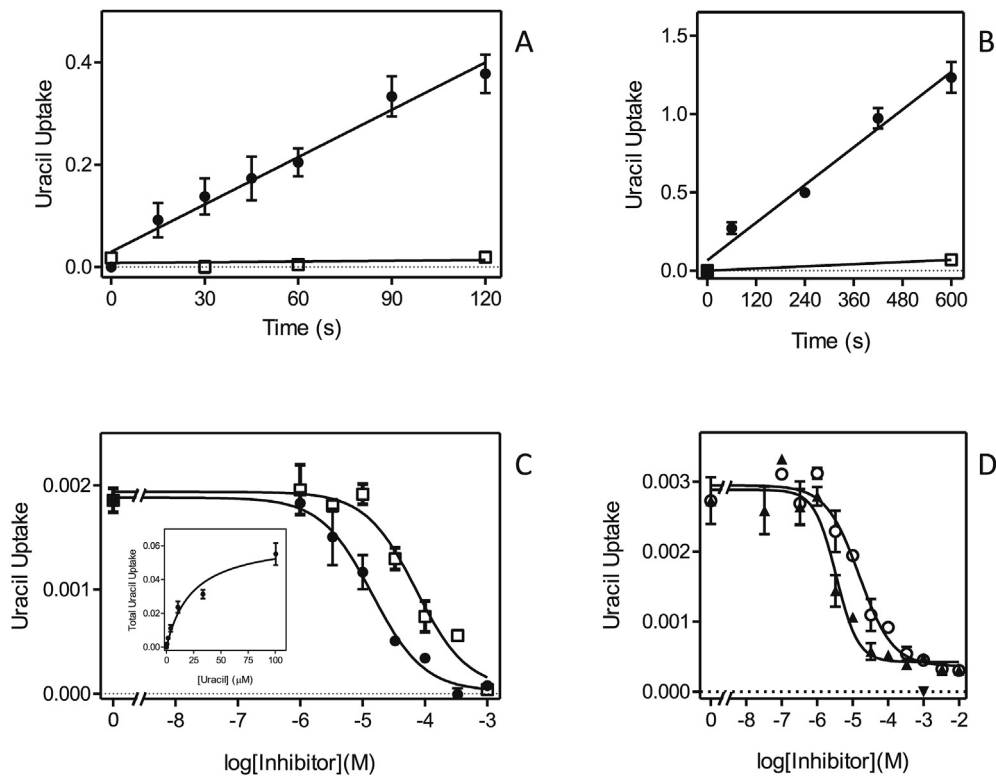 A
Uracil Uptake
0.4
0.2
0.0
0 30 60 90 120
Time (s)
B
Uracil Uptake
1.5
1.0
0.5
0.0
0 120 240 360 480 600
Time (s)
C
Uracil Uptake
0.002
0.001
0.000
0 -8 -7 -6 -5 -4 -3
log[Inhibitor](M)
Total Uracil Uptake
0.06
0.04
0.02
0.00
0 25 50 75 100
[Uracil] (μM)
D
Uracil Uptake
0.003
0.002
0.001
0.000
0 -8 -7 -6 -5 -4 -3 -2
log[Inhibitor](M)